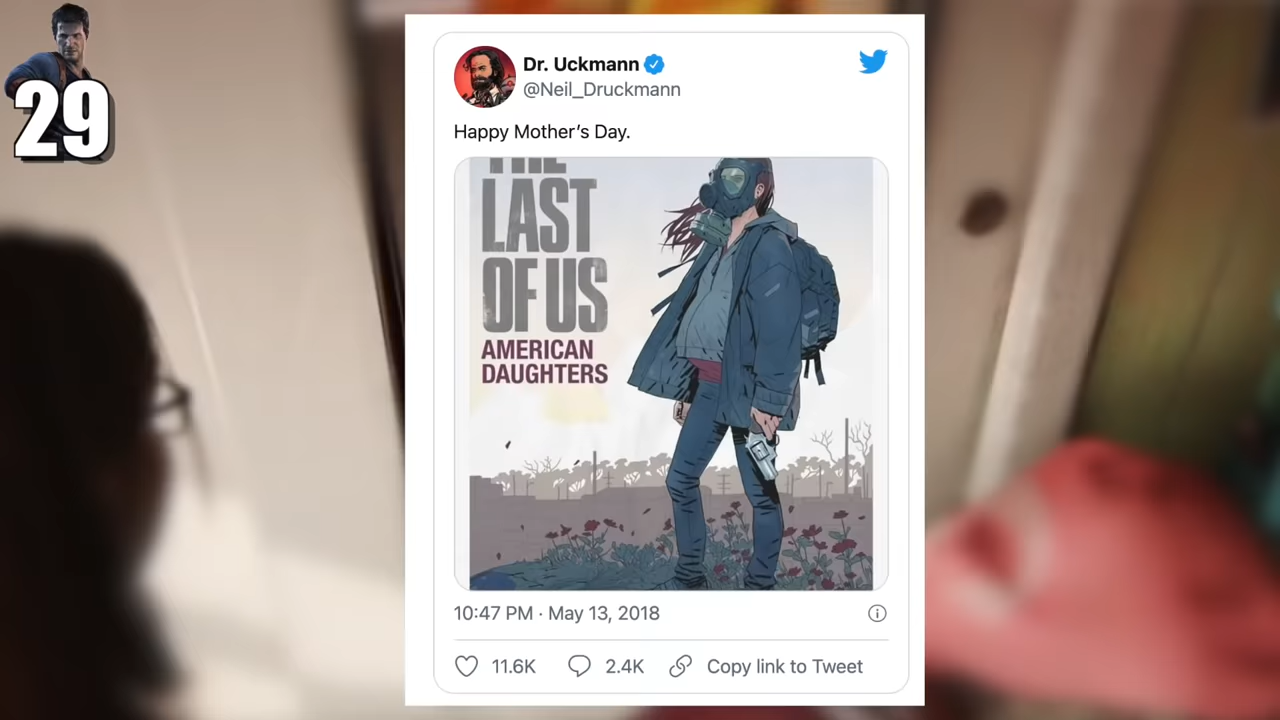 29
Dr. Uckmann
@Neil_Druckmann
Happy Mother's Day.
THE
LAST
OF US
AMERICAN
DAUGHTERS
10:47 PM · May 13, 2018
11.6K
2.4K
Copy link to Tweet